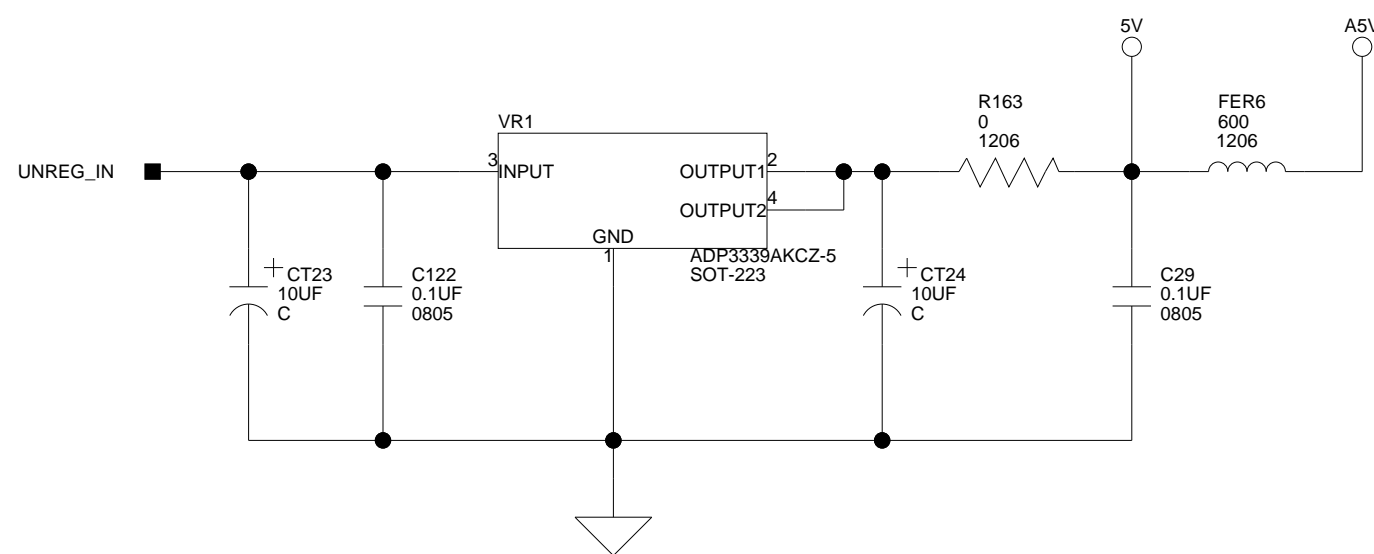 5V
A5V
R163
0
1206
FER6
600
1206
VR1
UNREG_IN
3
INPUT
OUTPUT1
2
OUTPUT2
4
GND
1
ADP3339AKCZ-5
SOT-223
+
CT23
10UF
C
C122
0.1UF
0805
+
CT24
10UF
C
C29
0.1UF
0805